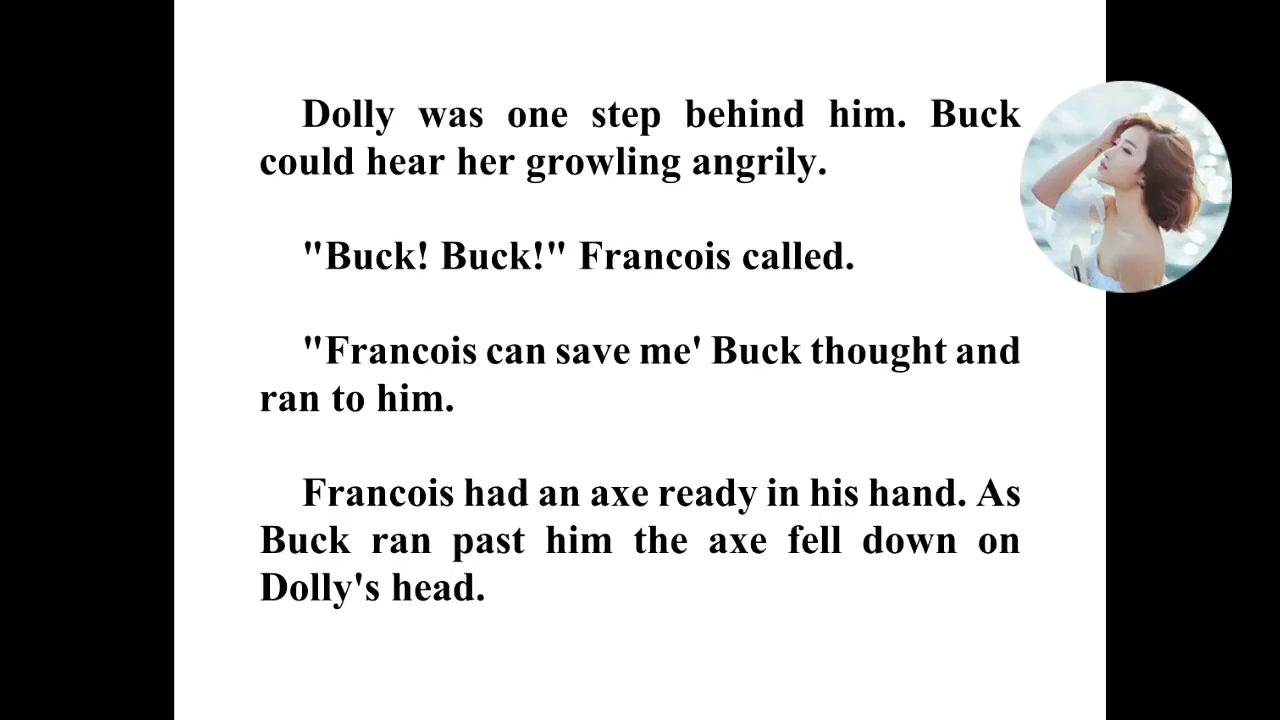 Dolly was one step behind him. Buck
could hear her growling angrily.
"Buck! Buck!" Francois called.
"Francois can save me' Buck thought and
ran to him.
Francois had an axe ready in his hand. As
Buck ran past him the axe fell down on
Dolly's head.